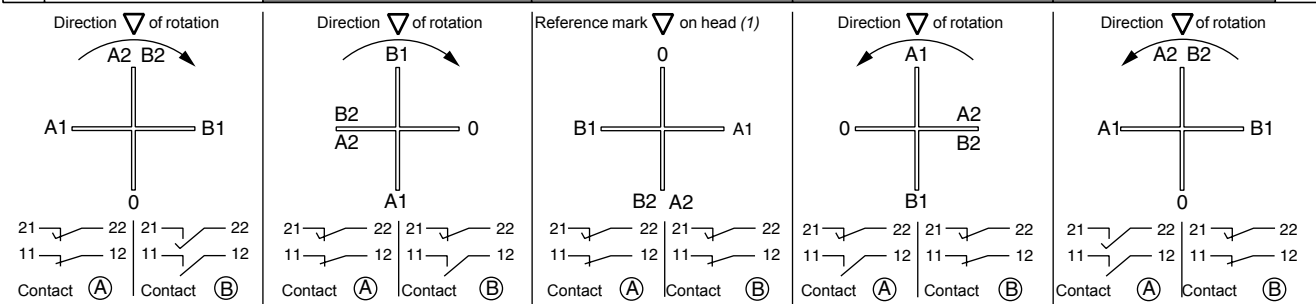 Direction of rotation
A2 B2
A1 B1
0
21 22 21 22
11 12 11 12
Contact A Contact B
Direction of rotation
B1
B2
A2
0
A1
21 22 21 22
11 12 11 12
Contact A Contact B
Reference mark on head (1)
0
B1 A1
B2 A2
21 22 21 22
11 12 11 12
Contact A Contact B
Direction of rotation
A1
0
A2
B2
B1
21 22 21 22
11 12 11 12
Contact A Contact B
Direction of rotation
A2 B2
A1 B1
0
21 22 21 22
11 12 11 12
Contact A Contact B